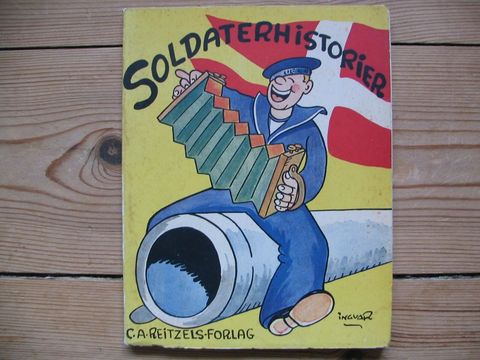 SOLDATERHISTORIER
INGVAR
C.A. REITZELS-FORLAG